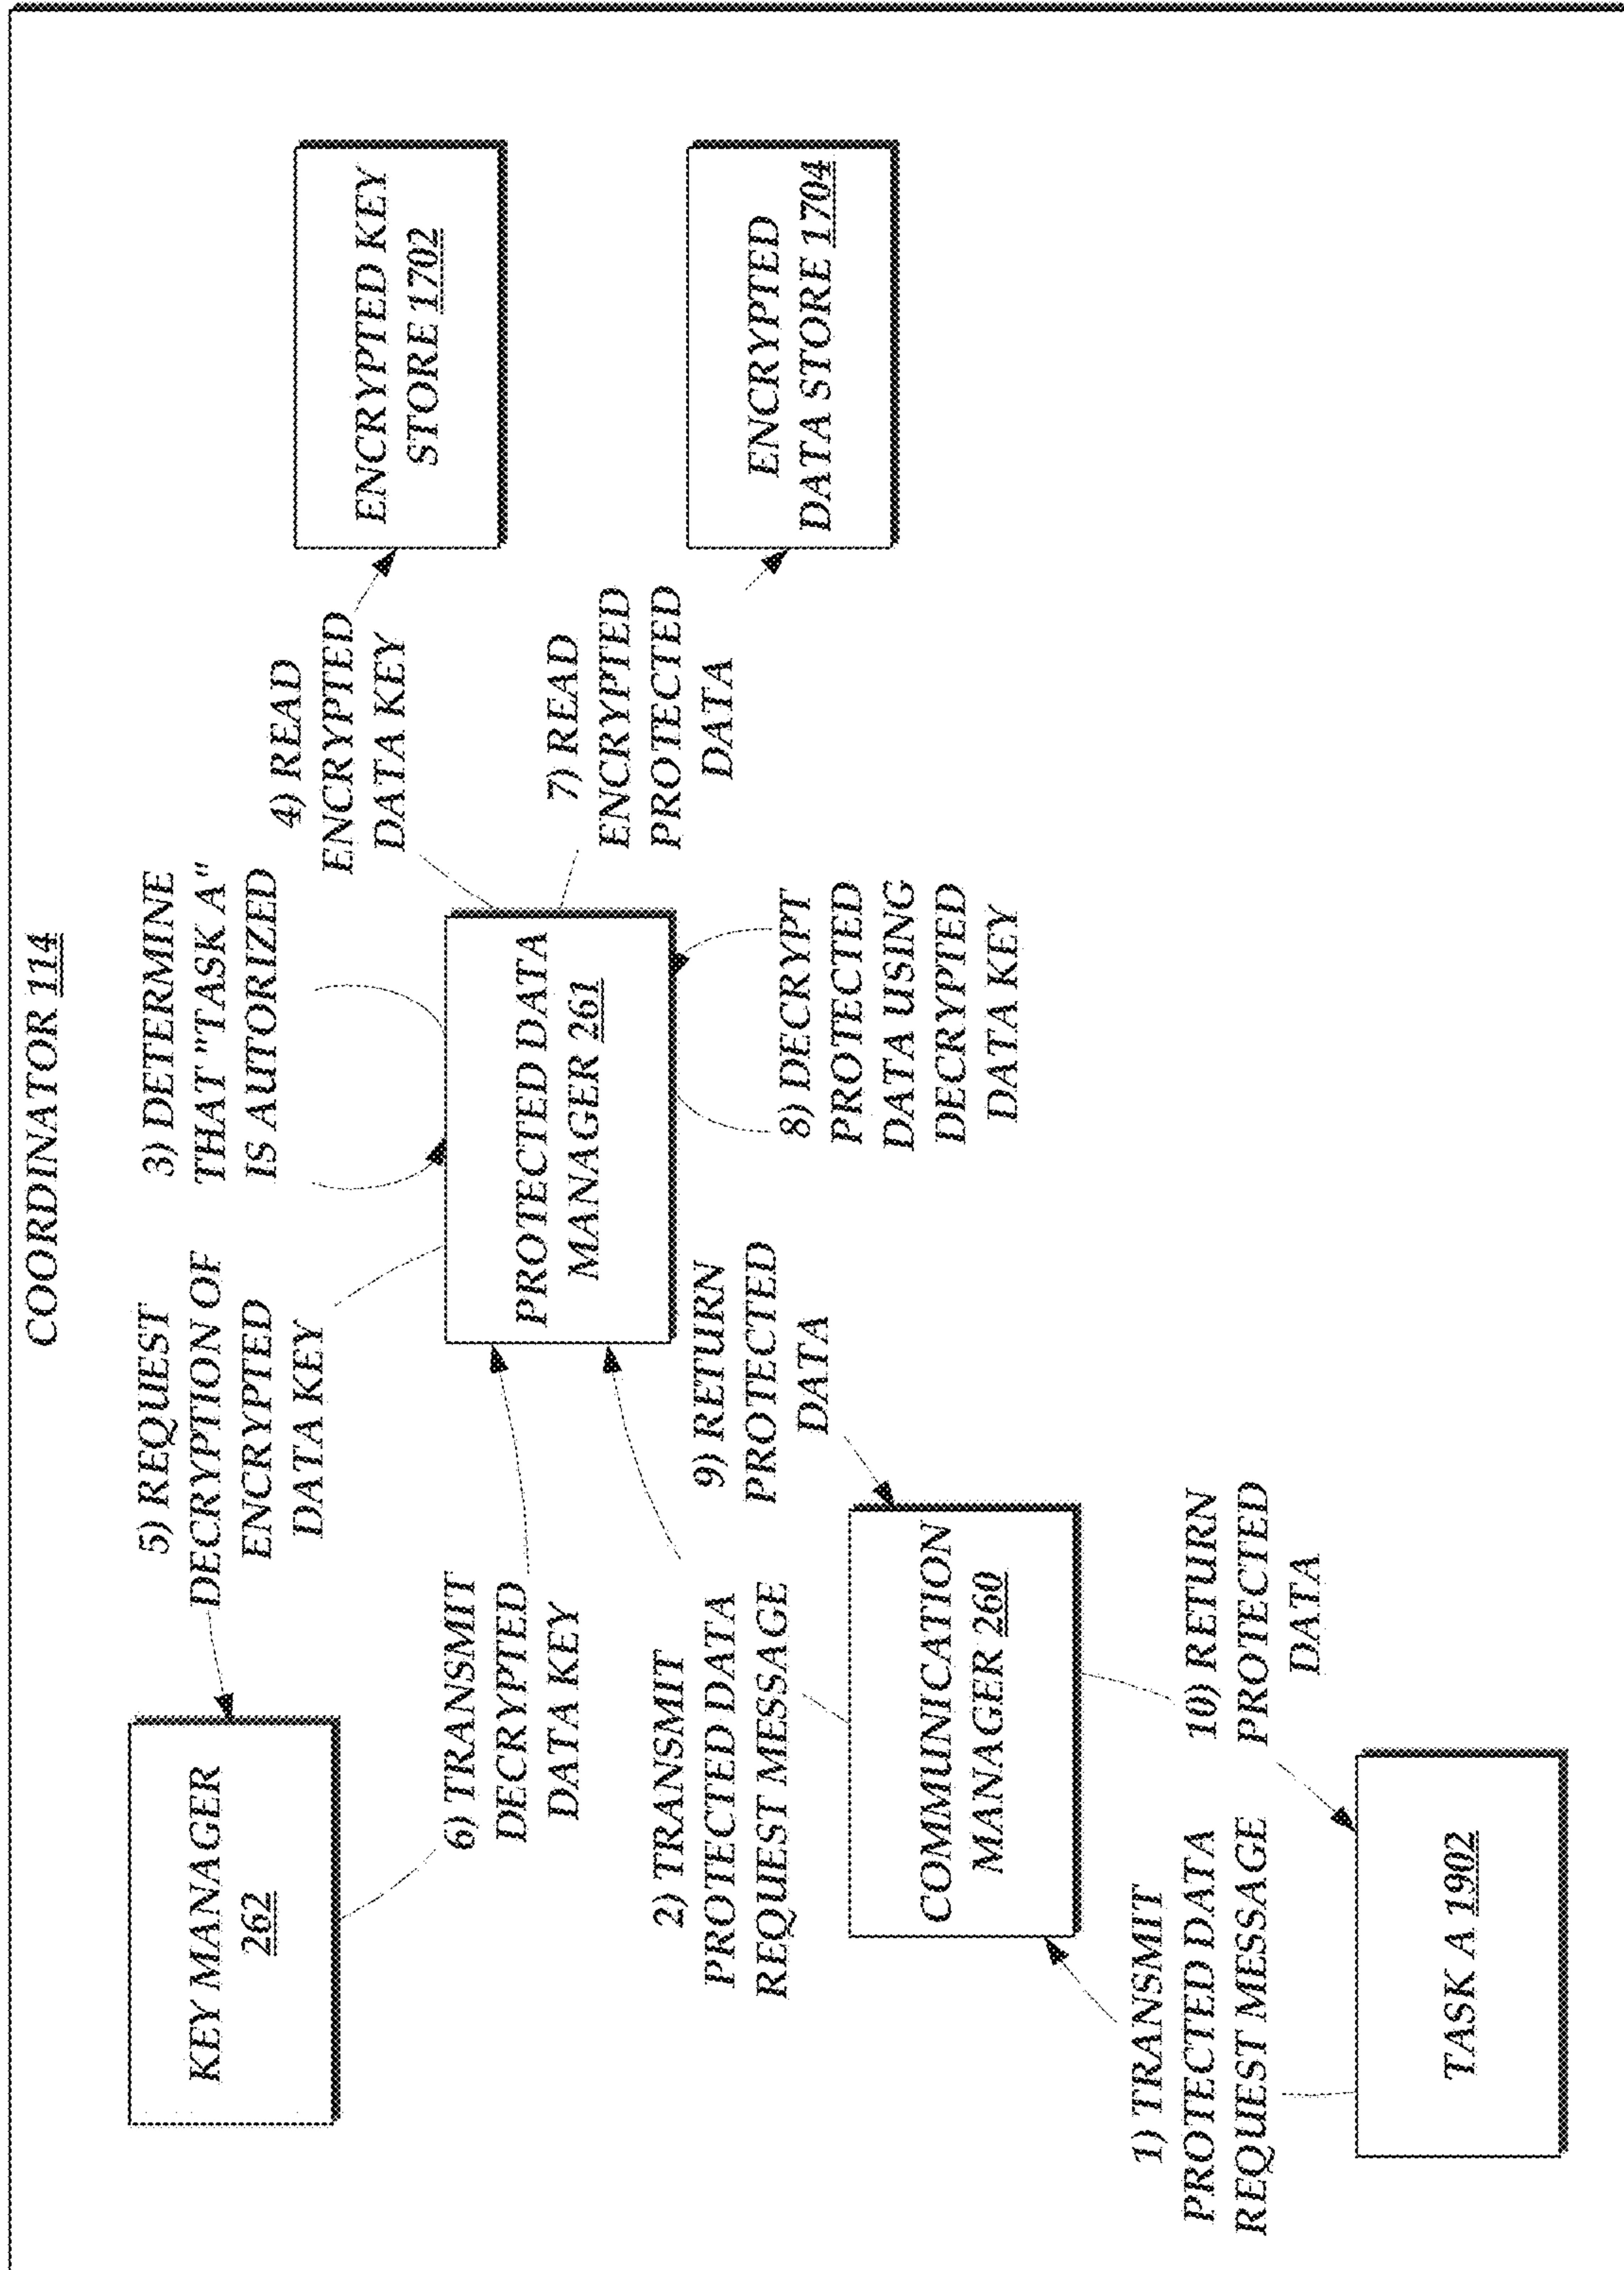 COORDINATOR 114
5) REQUEST
DECRYPTION OF
ENCRYPTED
DATA KEY
3) DETERMINE
THAT "TASK A"
IS AUTORIZED
4) READ
ENCRYPTED
DATA KEY
ENCRYPTED KEY
STORE 1702
KEY MANAGER
262
6) TRANSMIT
DECRYPTED
DATA KEY
PROTECTED DATA
MANAGER 261
7) READ
ENCRYPTED
PROTECTED
DATA
ENCRYPTED
DATA STORE 1704
2) TRANSMIT
PROTECTED DATA
REQUEST MESSAGE
9) RETURN
PROTECTED
DATA
8) DECRYPT
PROTECTED
DATA USING
DECRYPTED
DATA KEY
COMMUNICATION
MANAGER 260
1) TRANSMIT
PROTECTED DATA
REQUEST MESSAGE
10) RETURN
PROTECTED
DATA
TASK A 1902